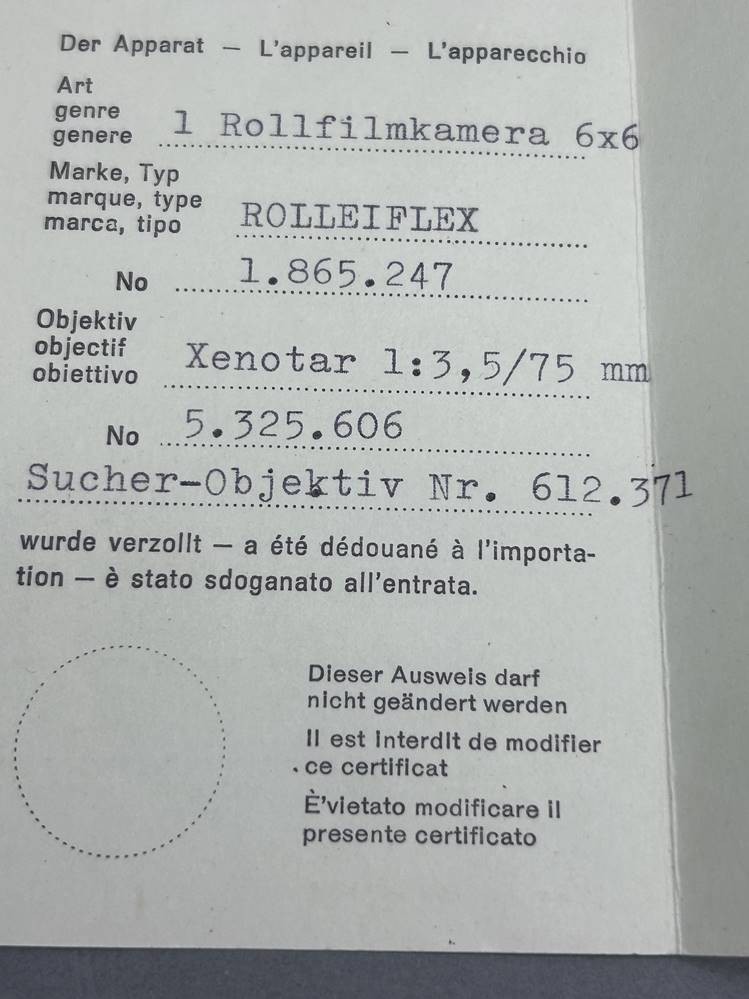 Der Apparat — L'appareil — L'apparecchio
Art
genre
genere 1 Rollfilmkamera 6x6
Marke, Typ
marque, type
marca, tipo ROLLEIFLEX
No 1.865.247
Objektiv
objectif
obiettivo Xenotar 1:3,5/75 mm
No 5.325.606
Sucher-Objektiv Nr. 612.371
wurde verzollt — a été dédouané à l'importa-
tion — è stato sdoganato all'entrata.
Dieser Ausweis darf
nicht geändert werden
Il est interdit de modifier
ce certificat
È'vietato modificare il
presente certificato